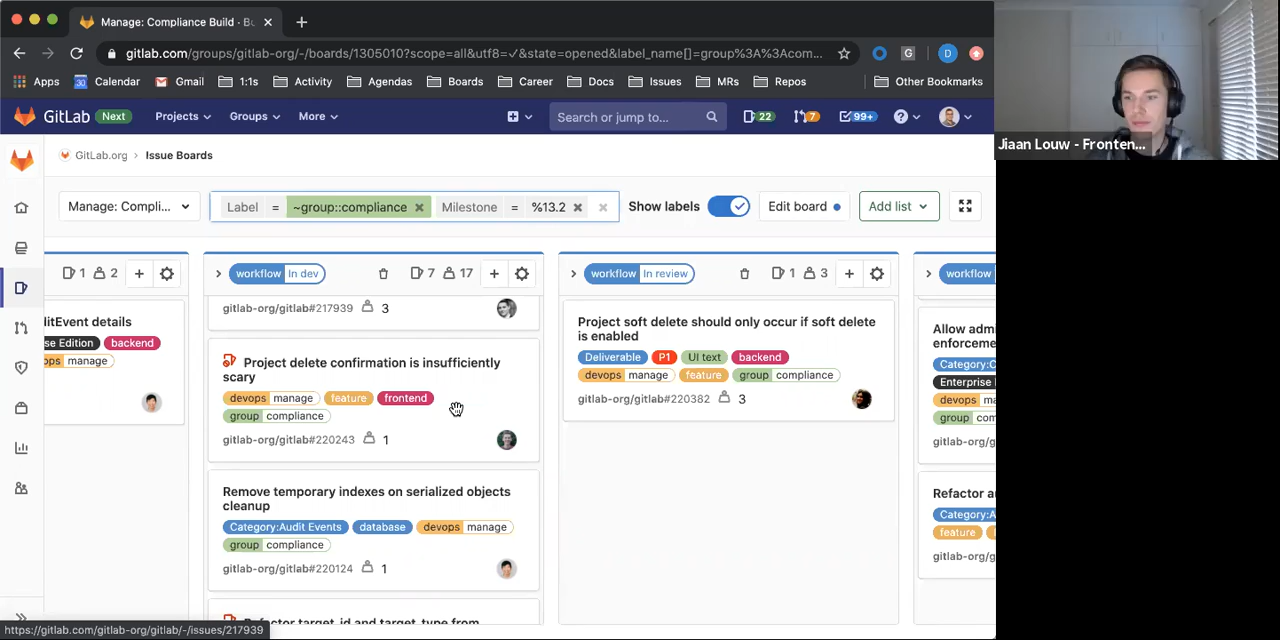 Manage: Compliance Build · Bo
gitlab.com/groups/gitlab-org/-/boards/1305010?scope=all&utf8=✓&state=opened&label_name[]=group%3A%3Acom...
G
D
Apps
Calendar
Gmail
1:1s
Activity
Agendas
Boards
Career
Docs
Issues
MRs
Repos
Other Bookmarks
GitLab
Next
Projects
Groups
More
Search or jump to...
22
7
99+
Jiaan Louw - Fronten...
GitLab.org › Issue Boards
Manage: Compli...
Label = ~group::compliance
Milestone = %13.2
Show labels
Edit board
Add list
1 2
workflow In dev
7 17
workflow In review
1 3
workflow
ditEvent details
se Edition backend
ops manage
gitlab-org/gitlab#217939 3
Project delete confirmation is insufficiently
scary
devops manage feature frontend
group compliance
gitlab-org/gitlab#220243 1
Remove temporary indexes on serialized objects
cleanup
Category:Audit Events database devops manage
group compliance
gitlab-org/gitlab#220124 1
Refactor target_id and target_type from
Project soft delete should only occur if soft delete
is enabled
Deliverable P1 UI text backend
devops manage feature group compliance
gitlab-org/gitlab#220382 3
Allow admi
enforceme
Category:C
Enterprise
devops ma
group com
gitlab-org/g
Refactor au
Category:A
feature
gitlab-org/g
https://gitlab.com/gitlab-org/gitlab/-/issues/217939